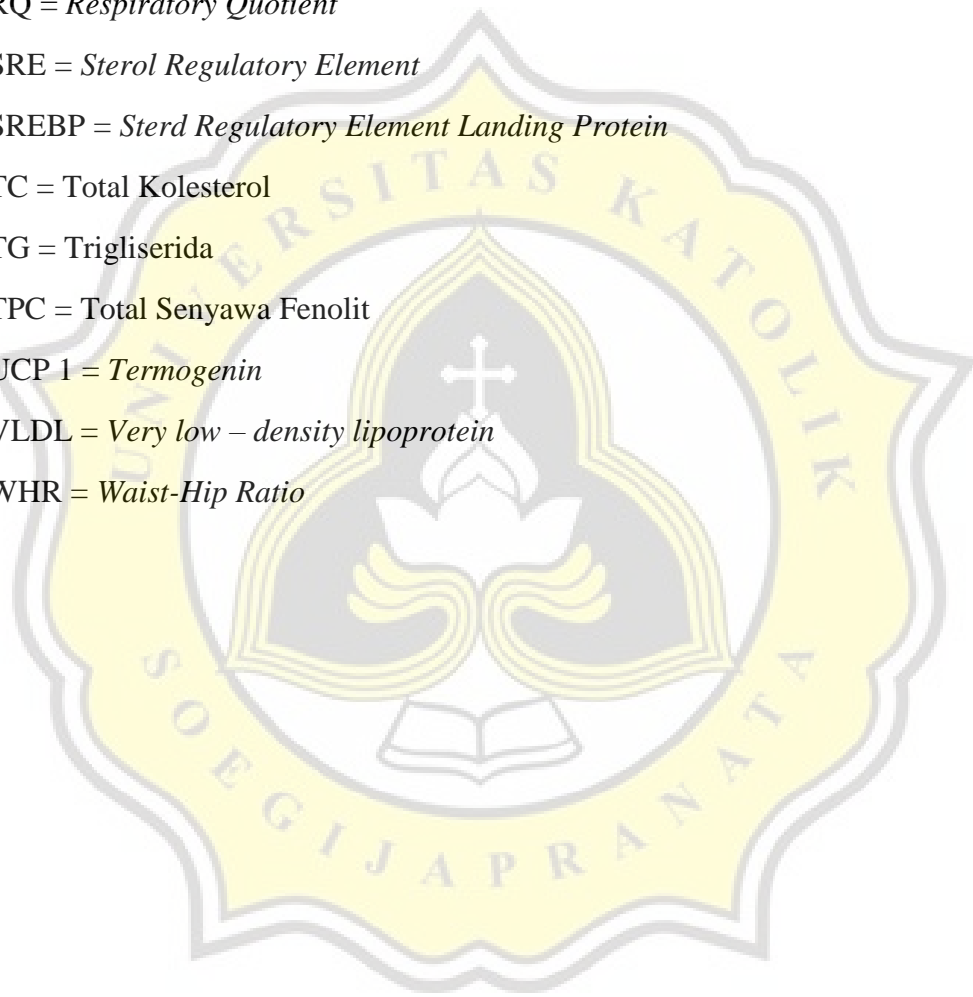 RQ = Respiratory Quotient
SRE = Sterol Regulatory Element
SREBP = Sterd Regulatory Element Landing Protein
TC = Total Kolesterol
TG = Trigliserida
TPC = Total Senyawa Fenolit
UCP 1 = Termogenin
VLDL = Very low – density lipoprotein
WHR = Waist-Hip Ratio
UNIVERSITAS KATOLIK
SOEGIJAPRANATA